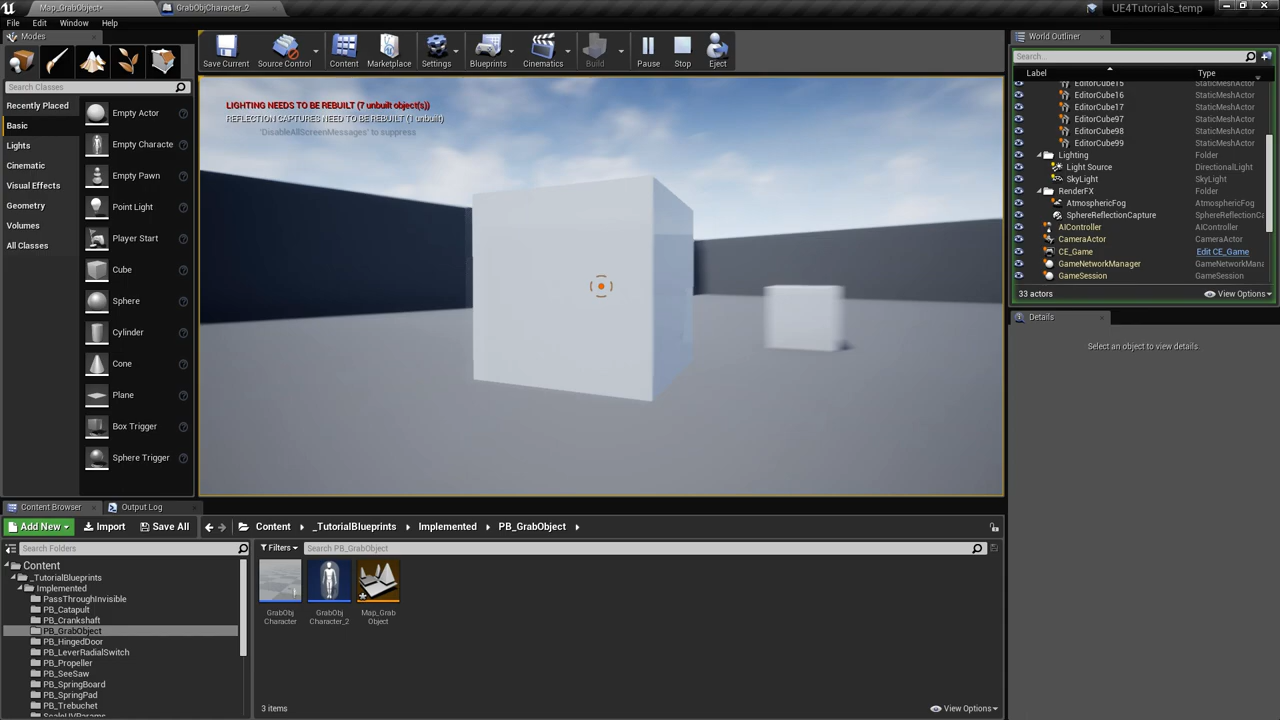 Map_GrabObject*
GrabObjCharacter_2
UE4Tutorials_temp
File Edit Window Help
Modes
Search Classes
Recently Placed
Basic
Lights
Cinematic
Visual Effects
Geometry
Volumes
All Classes
Empty Actor
Empty Characte
Empty Pawn
Point Light
Player Start
Cube
Sphere
Cylinder
Cone
Plane
Box Trigger
Sphere Trigger
Save Current Source Control Content Marketplace Settings Blueprints Cinematics Build Pause Stop Eject
LIGHTING NEEDS TO BE REBUILT (7 unbuilt object(s))
REFLECTION CAPTURES NEED TO BE REBUILT (1 unbuilt)
'DisableAllScreenMessages' to suppress
World Outliner
Search...
Label Type
EditorCube15 StaticMeshActor
EditorCube16 StaticMeshActor
EditorCube17 StaticMeshActor
EditorCube97 StaticMeshActor
EditorCube98 StaticMeshActor
EditorCube99 StaticMeshActor
Lighting Folder
Light Source DirectionalLight
SkyLight SkyLight
RenderFX Folder
AtmosphericFog AtmosphericFog
SphereReflectionCapture SphereReflectionCa
AIController AIController
CameraActor CameraActor
CE_Game Edit CE_Game
GameNetworkManager GameNetworkMana
GameSession GameSession
33 actors View Options
Details
Select an object to view details.
Content Browser Output Log
Add New Import Save All Content _TutorialBlueprints Implemented PB_GrabObject
Search Folders
Filters Search PB_GrabObject
Content
_TutorialBlueprints
Implemented
PassThroughInvisible
PB_Catapult
PB_Crankshaft
PB_GrabObject
PB_HingedDoor
PB_LeverRadialSwitch
PB_Propeller
PB_SeeSaw
PB_SpringBoard
PB_SpringPad
PB_Trebuchet
ScaleUVParams
GrabObj
Character
GrabObj
Character_2
Map_Grab
Object
3 items View Options